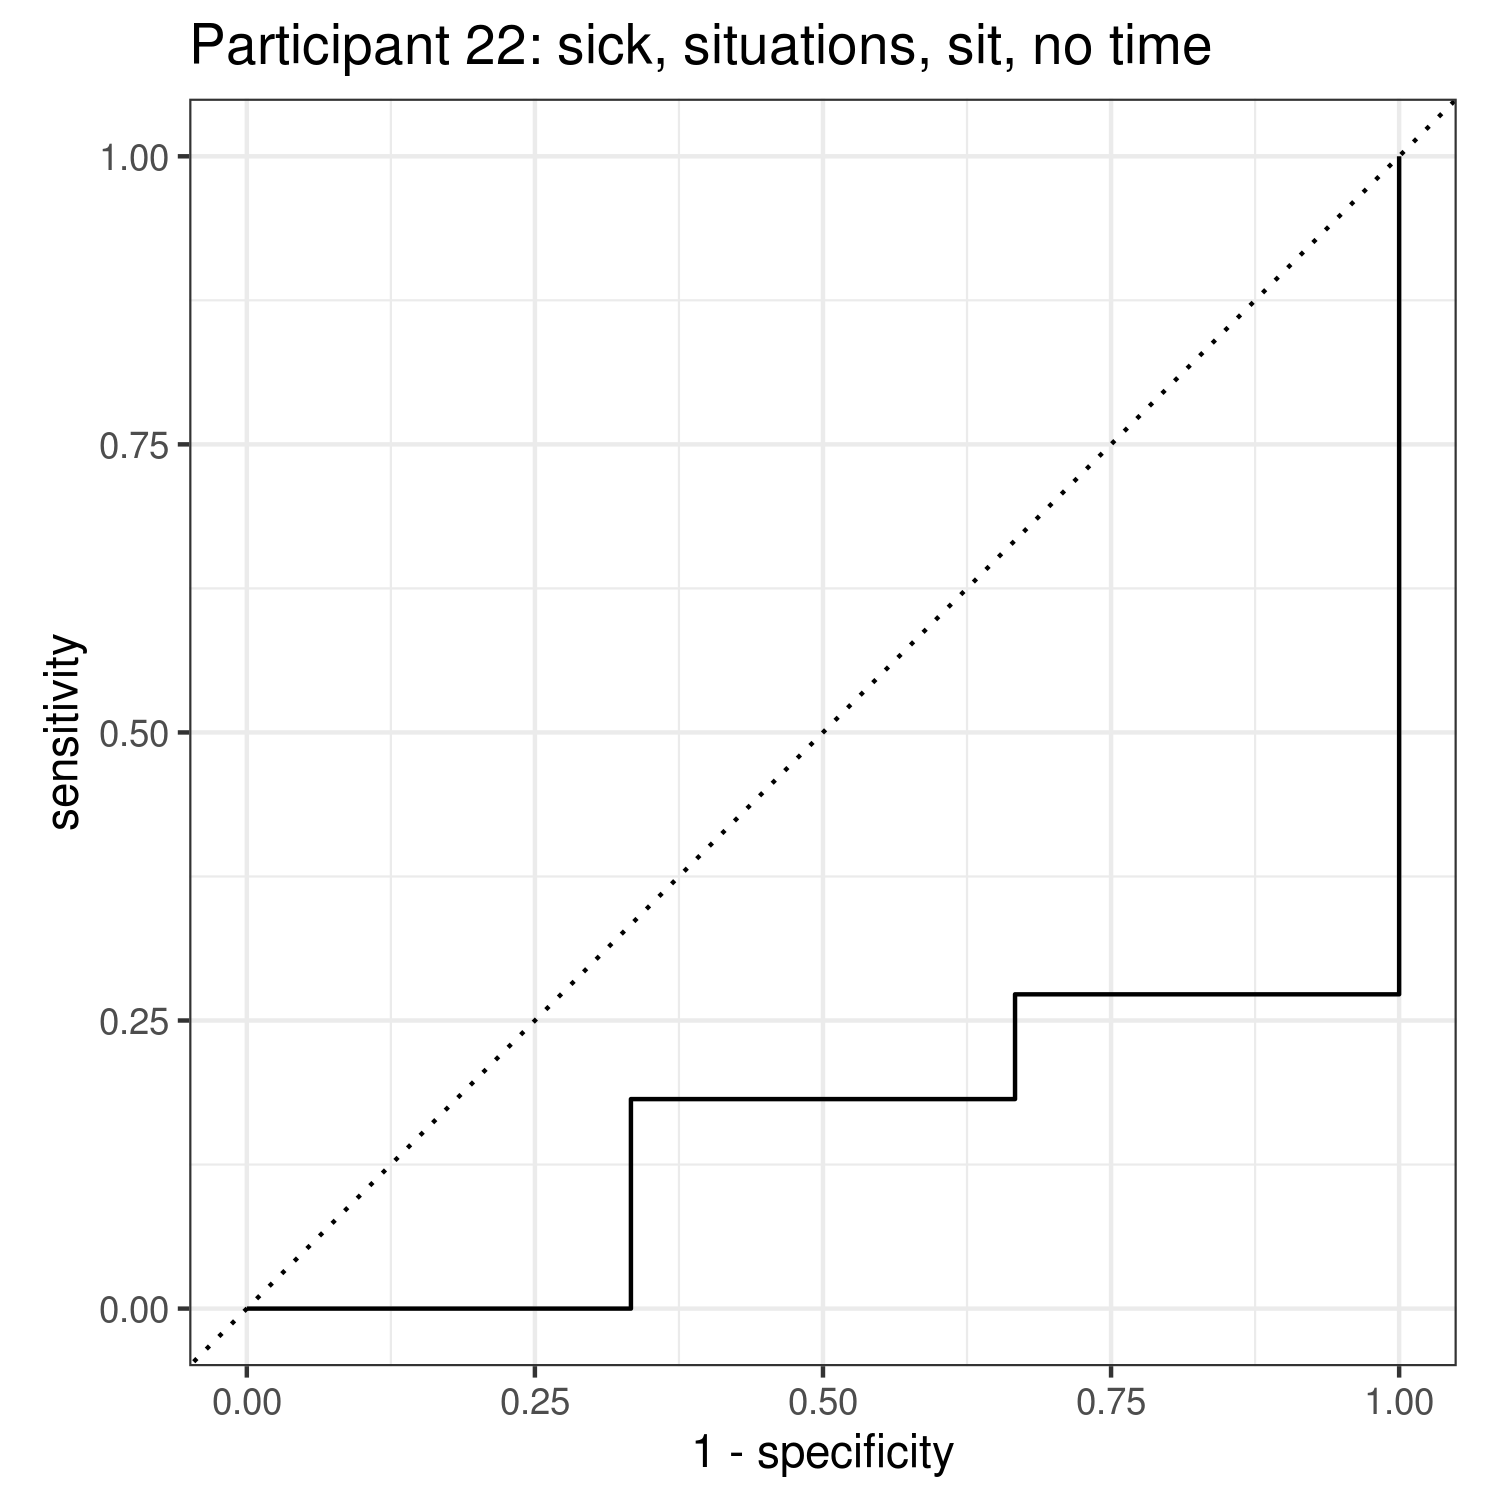 Participant 22: sick, situations, sit, no time
1.00
0.75
0.50
0.25
0.00
sensitivity
0.00 0.25 0.50 0.75 1.00
1 - specificity